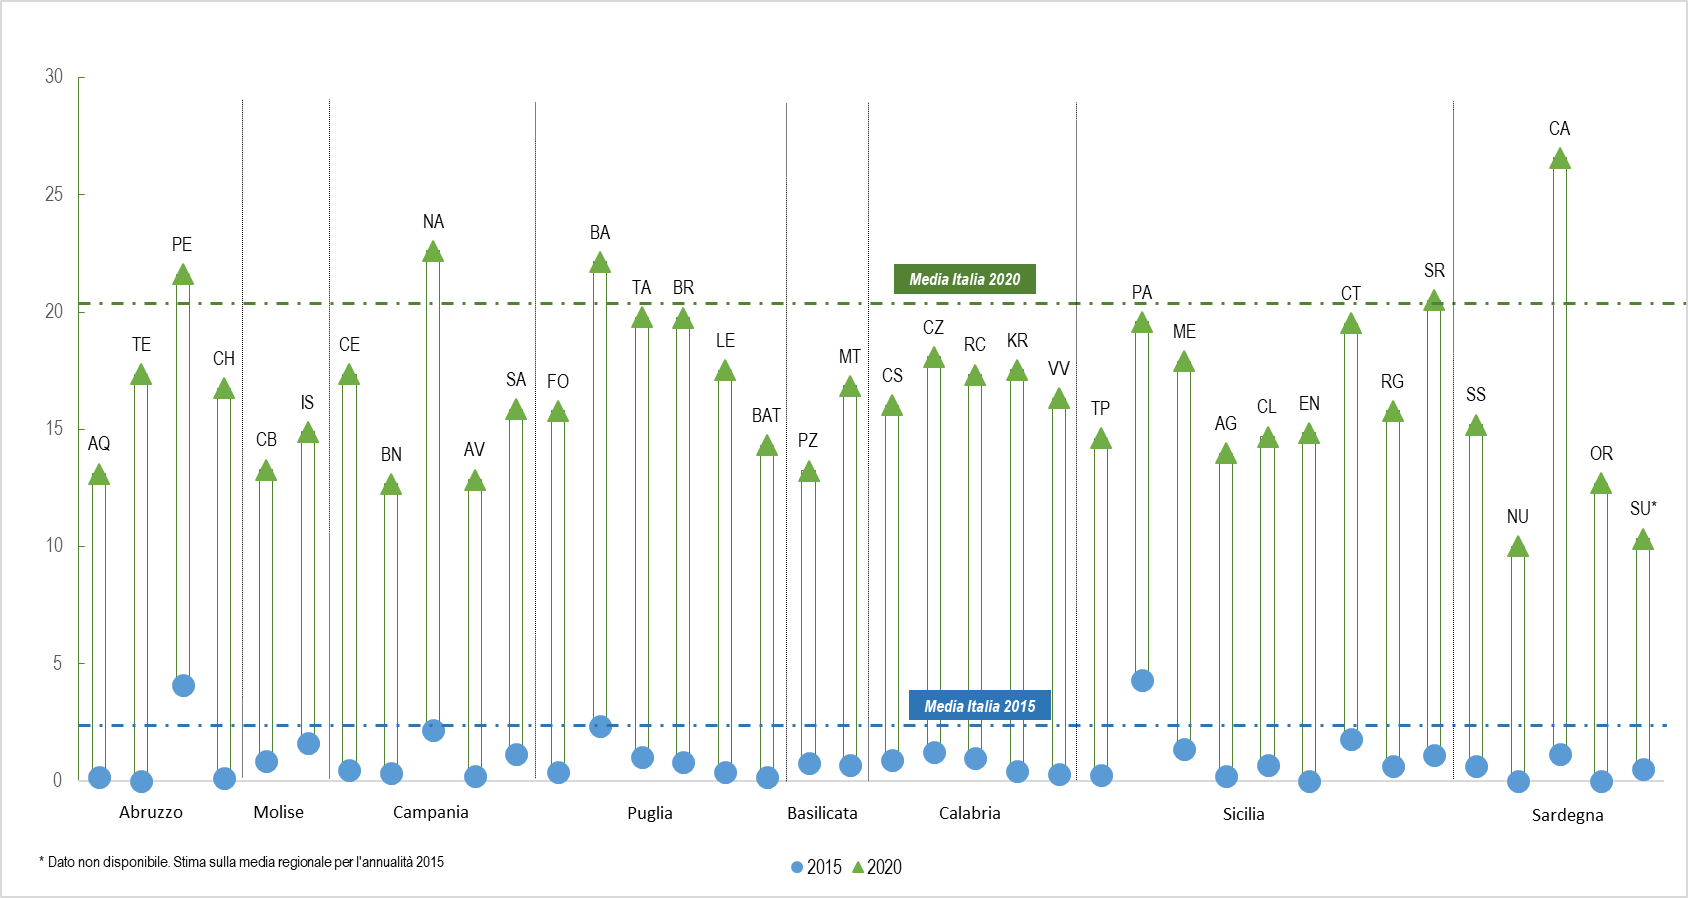 30
25
20
15
10
5
0
AQ
TE
PE
CH
CB
IS
CE
BN
NA
AV
SA
FO
BA
TA
BR
LE
BAT
PZ
MT
CS
CZ
RC
KR
VV
TP
PA
ME
AG
CL
EN
CT
RG
SR
SS
NU
CA
OR
SU*
Media Italia 2020
Media Italia 2015
Abruzzo
Molise
Campania
Puglia
Basilicata
Calabria
Sicilia
Sardegna
* Dato non disponibile. Stima sulla media regionale per l'annualità 2015
2015
2020